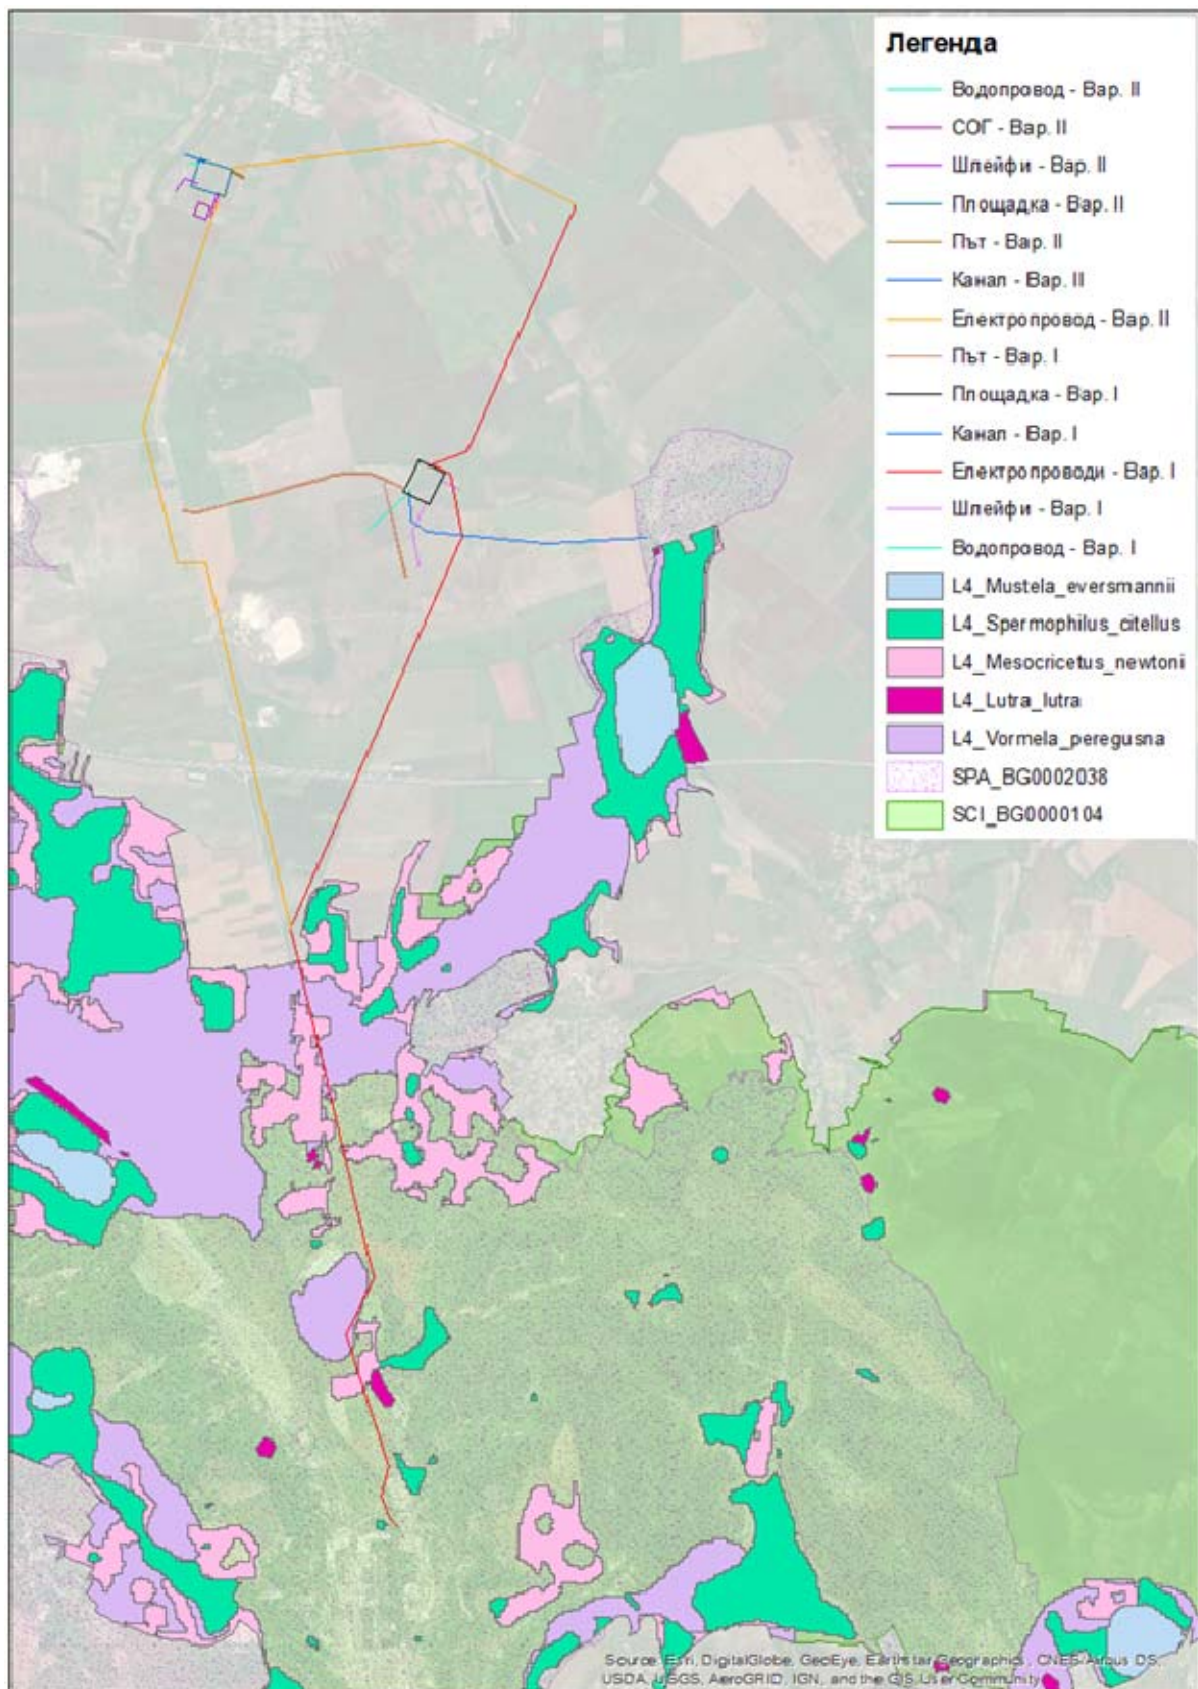 Легенда
Водопровод - Вар. II
СОГ - Вар. II
Шлейфи - Вар. II
Площадка - Вар. II
Път - Вар. II
Канал - Вар. II
Електропровод - Вар. II
Път - Вар. I
Площадка - Вар. I
Канал - Вар. I
Електропроводи - Вар. I
Шлейфи - Вар. I
Водопровод - Вар. I
L4_Mustela_eversmannii
L4_Spermophilus_citellus
L4_Mesocricetus_newtonii
L4_Lutra_lutra
L4_Vormela_peregusna
SPA_BG0002038
SCI_BG0000104
Source: Esri, DigitalGlobe, GeoEye, Earthstar Geographics, CNES/Airbus DS,
USDA, USGS, AeroGRID, IGN, and the GIS User Community